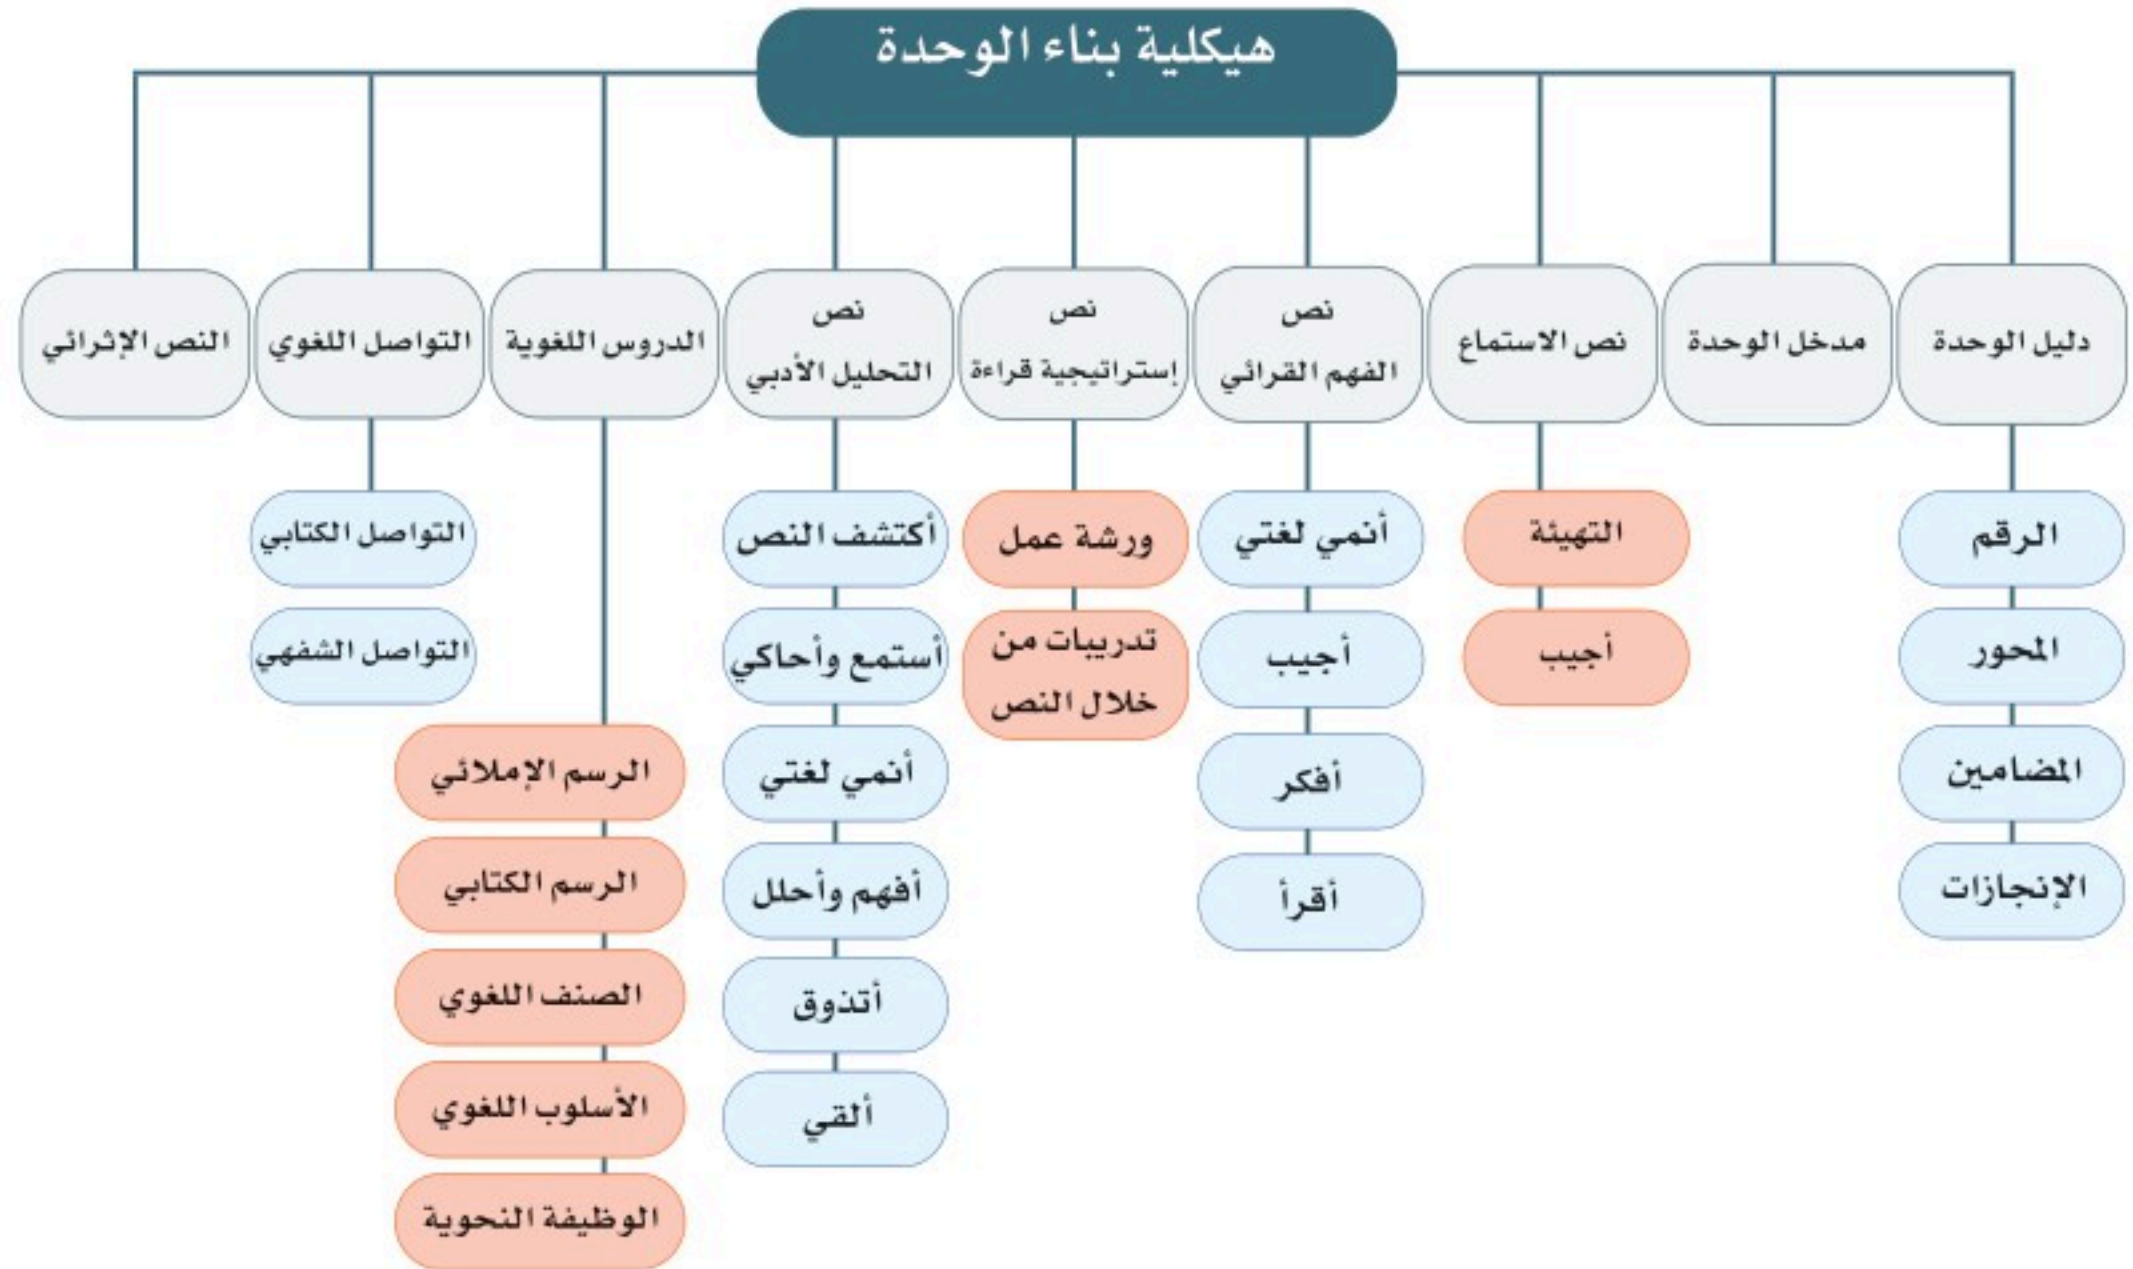 هيكلية بناء الوحدة
دليل الوحدة
مدخل الوحدة
نص الاستماع
نص
الفهم القرائي
نص
إستراتيجية قراءة
نص
التحليل الأدبي
الدروس اللغوية
التواصل اللغوي
النص الإثرائي
الرقم
المحور
المضامين
الإنجازات
التهيئة
أجيب
أنمي لغتي
أجيب
أفكر
أقرأ
ورشة عمل
تدريبات من
خلال النص
أكتشف النص
أستمع وأحاكي
أنمي لغتي
أفهم وأحلل
أتذوق
ألقي
الرسم الإملائي
الرسم الكتابي
الصنف اللغوي
الأسلوب اللغوي
الوظيفة النحوية
التواصل الكتابي
التواصل الشفهي